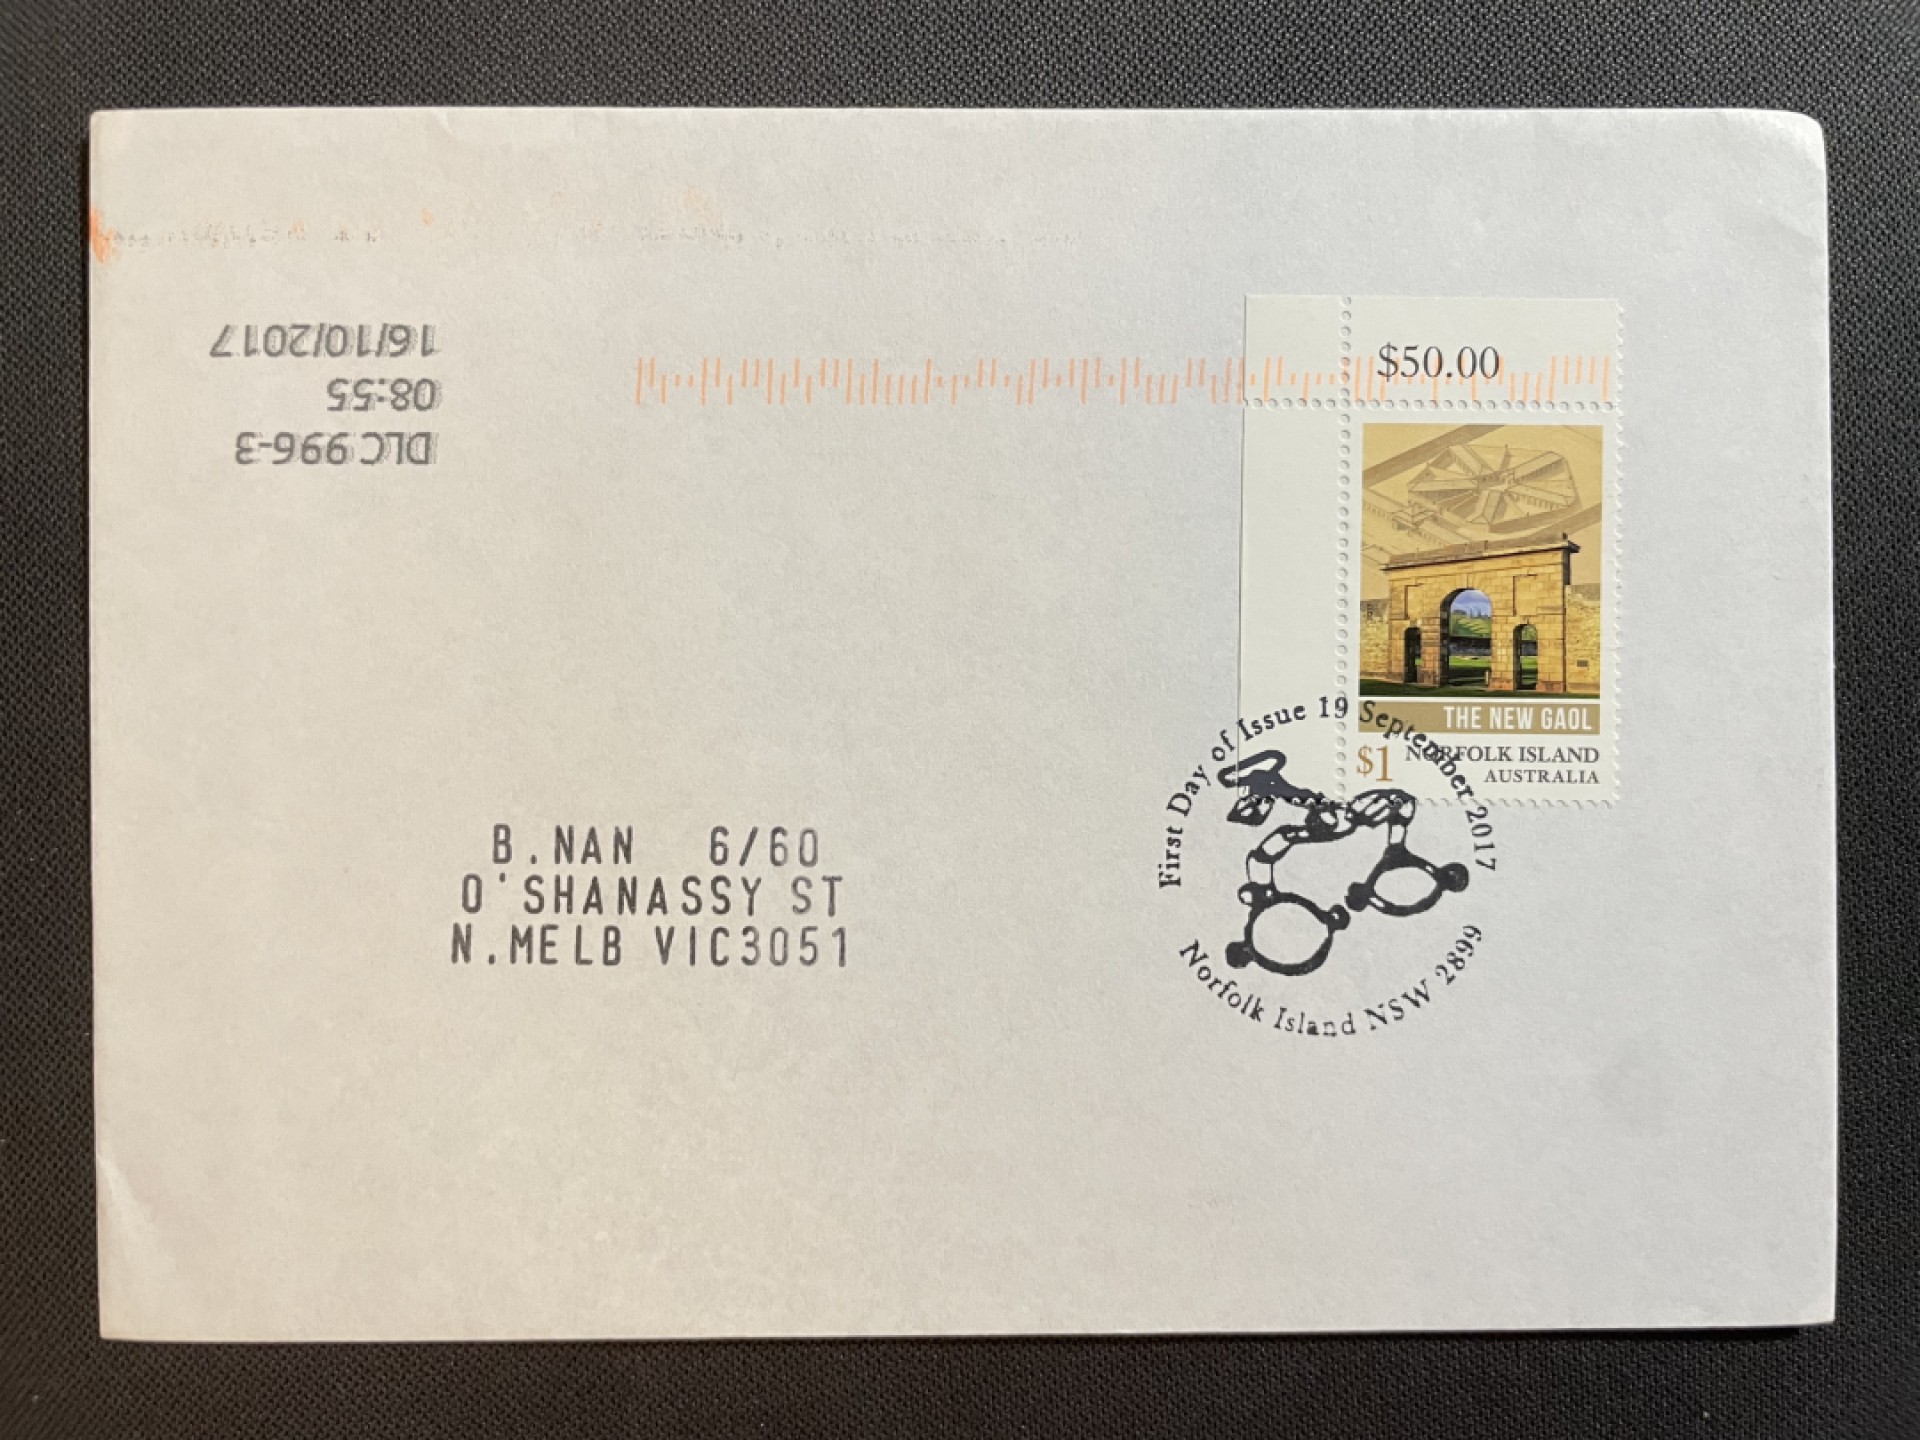 16/10/2017
08:55
DLC 996-3
$50.00
THE NEW GAOL
$1 NORFOLK ISLAND
AUSTRALIA
First Day of Issue 19 September 2017
Norfolk Island NSW 2899
B.NAN 6/60
O'SHANASSY ST
N.MELB VIC3051